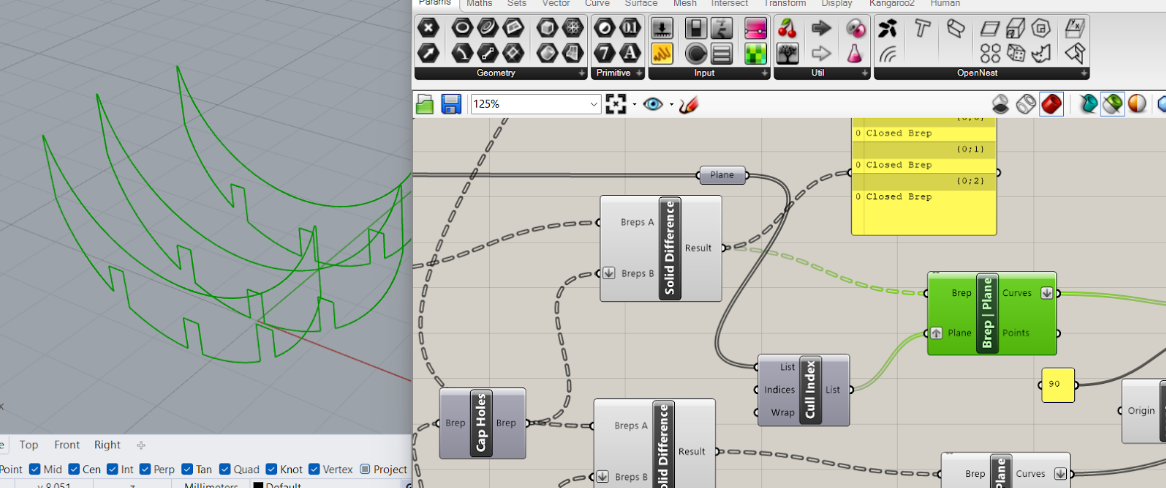 Params Maths Sets Vector Curve Surface Mesh Intersect Transform Display Kangaroo2 Human
Geometry Primitive Input Util OpenNest
125%
{0;0}
0 Closed Brep
{0;1}
0 Closed Brep
{0;2}
0 Closed Brep
Plane
Breps A
Breps B
Solid Difference
Result
Brep
Plane
Brep | Plane
Curves
Points
List
Indices
Wrap
Cull Index
List
90
Origin
Brep
Cap Holes
Brep
Breps A
Breps B
Solid Difference
Result
Brep
Plane
Curves
Top Front Right
Point Mid Cen Int Perp Tan Quad Knot Vertex Project
y 8.051 z Millimeters Default